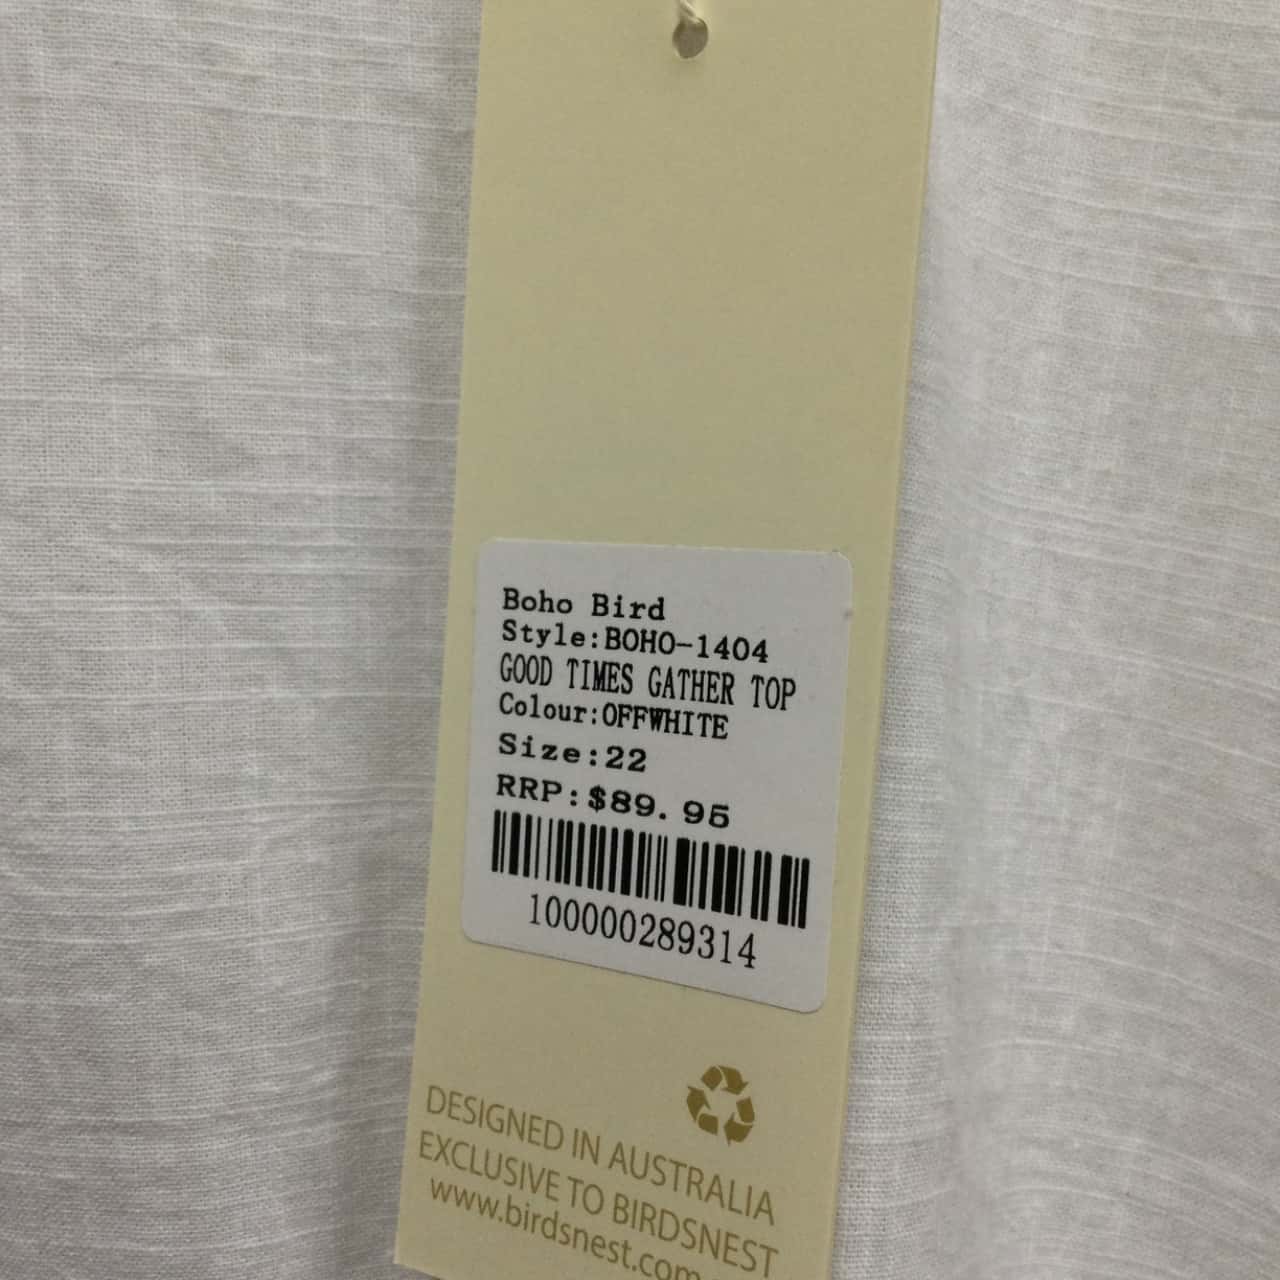 Boho Bird
Style:BOHO-1404
GOOD TIMES GATHER TOP
Colour:OFFWHITE
Size:22
RRP:$89.95
100000289314
DESIGNED IN AUSTRALIA
EXCLUSIVE TO BIRDSNEST
www.birdsnest.com